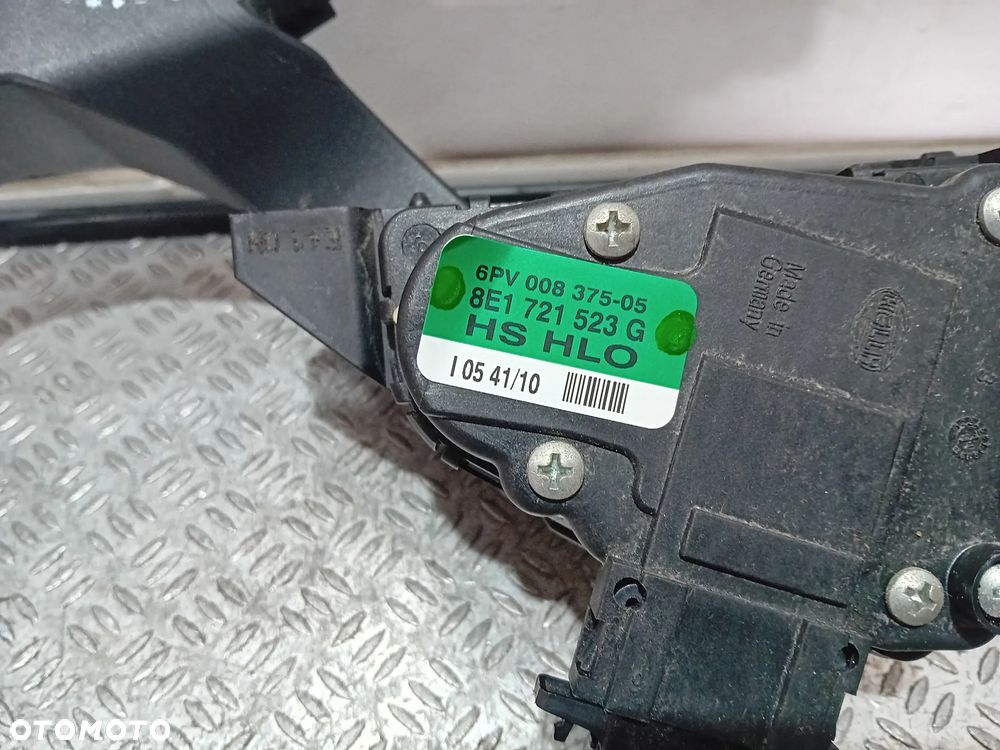 6PV 008 375-05
8E1 721 523 G
HS HLO
I 05 41/10
Made in
Germany
OTOMOTO